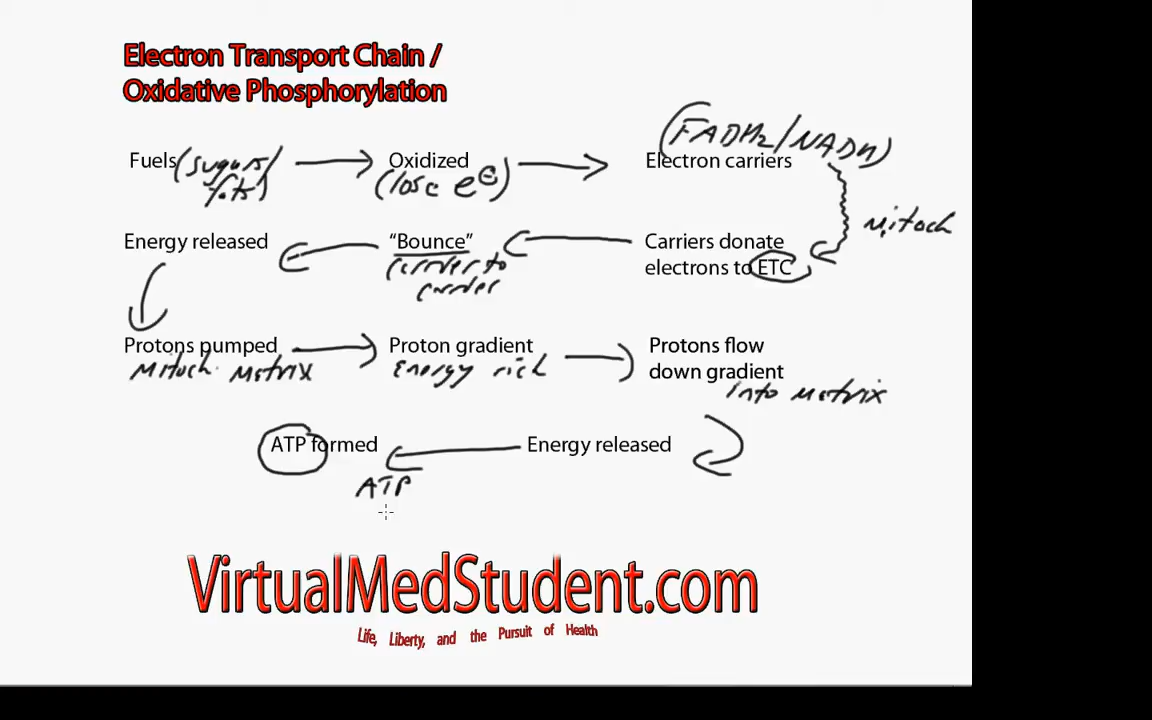 Electron Transport Chain /
Oxidative Phosphorylation
(FADH2/NADH)
Fuels (sugars/ Oxidized Electron carriers
fats) (lose e⊖)
Mitoch
Energy released "Bounce" Carriers donate
carrier to electrons to ETC
carrier
Protons pumped Proton gradient Protons flow
Mitoch. Matrix Energy rich down gradient
into matrix
ATP formed Energy released
ATP
VirtualMedStudent.com
Life, Liberty, and the Pursuit of Health